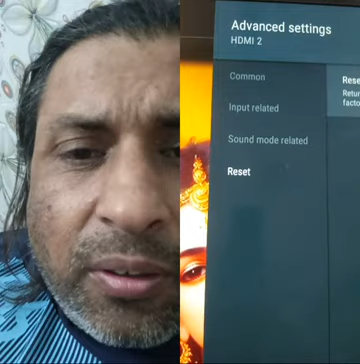 Advanced settings
HDMI 2
Common
Input related
Sound mode related
Reset
Rese
Retur
facto